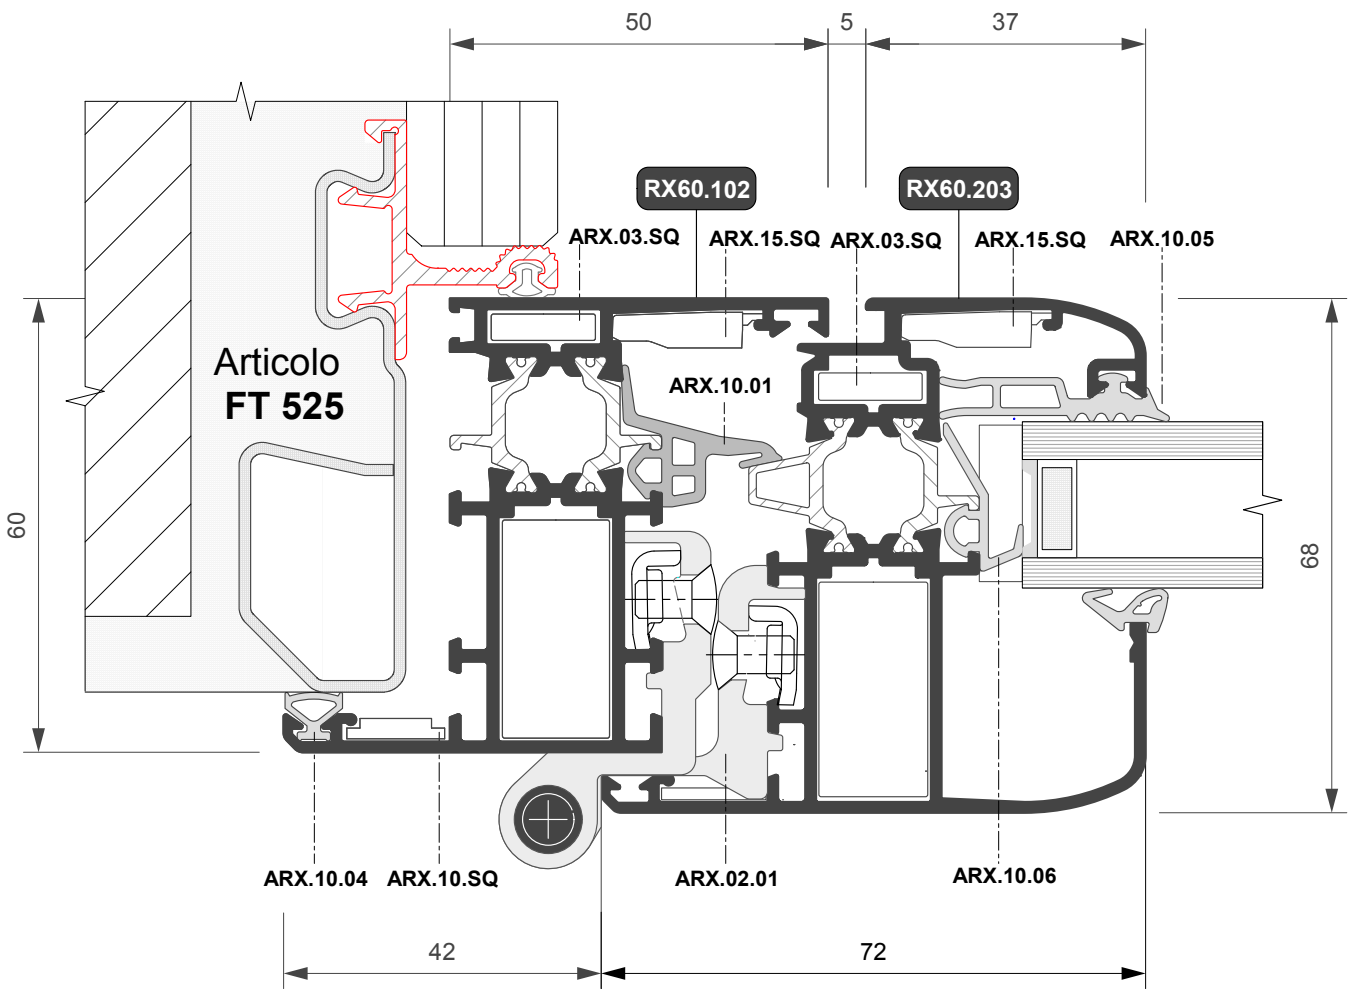 50 5 37
RX60.102 RX60.203
ARX.03.SQ ARX.15.SQ ARX.03.SQ ARX.15.SQ ARX.10.05
Articolo
FT 525
ARX.10.01
60
68
ARX.10.04 ARX.10.SQ ARX.02.01 ARX.10.06
42 72